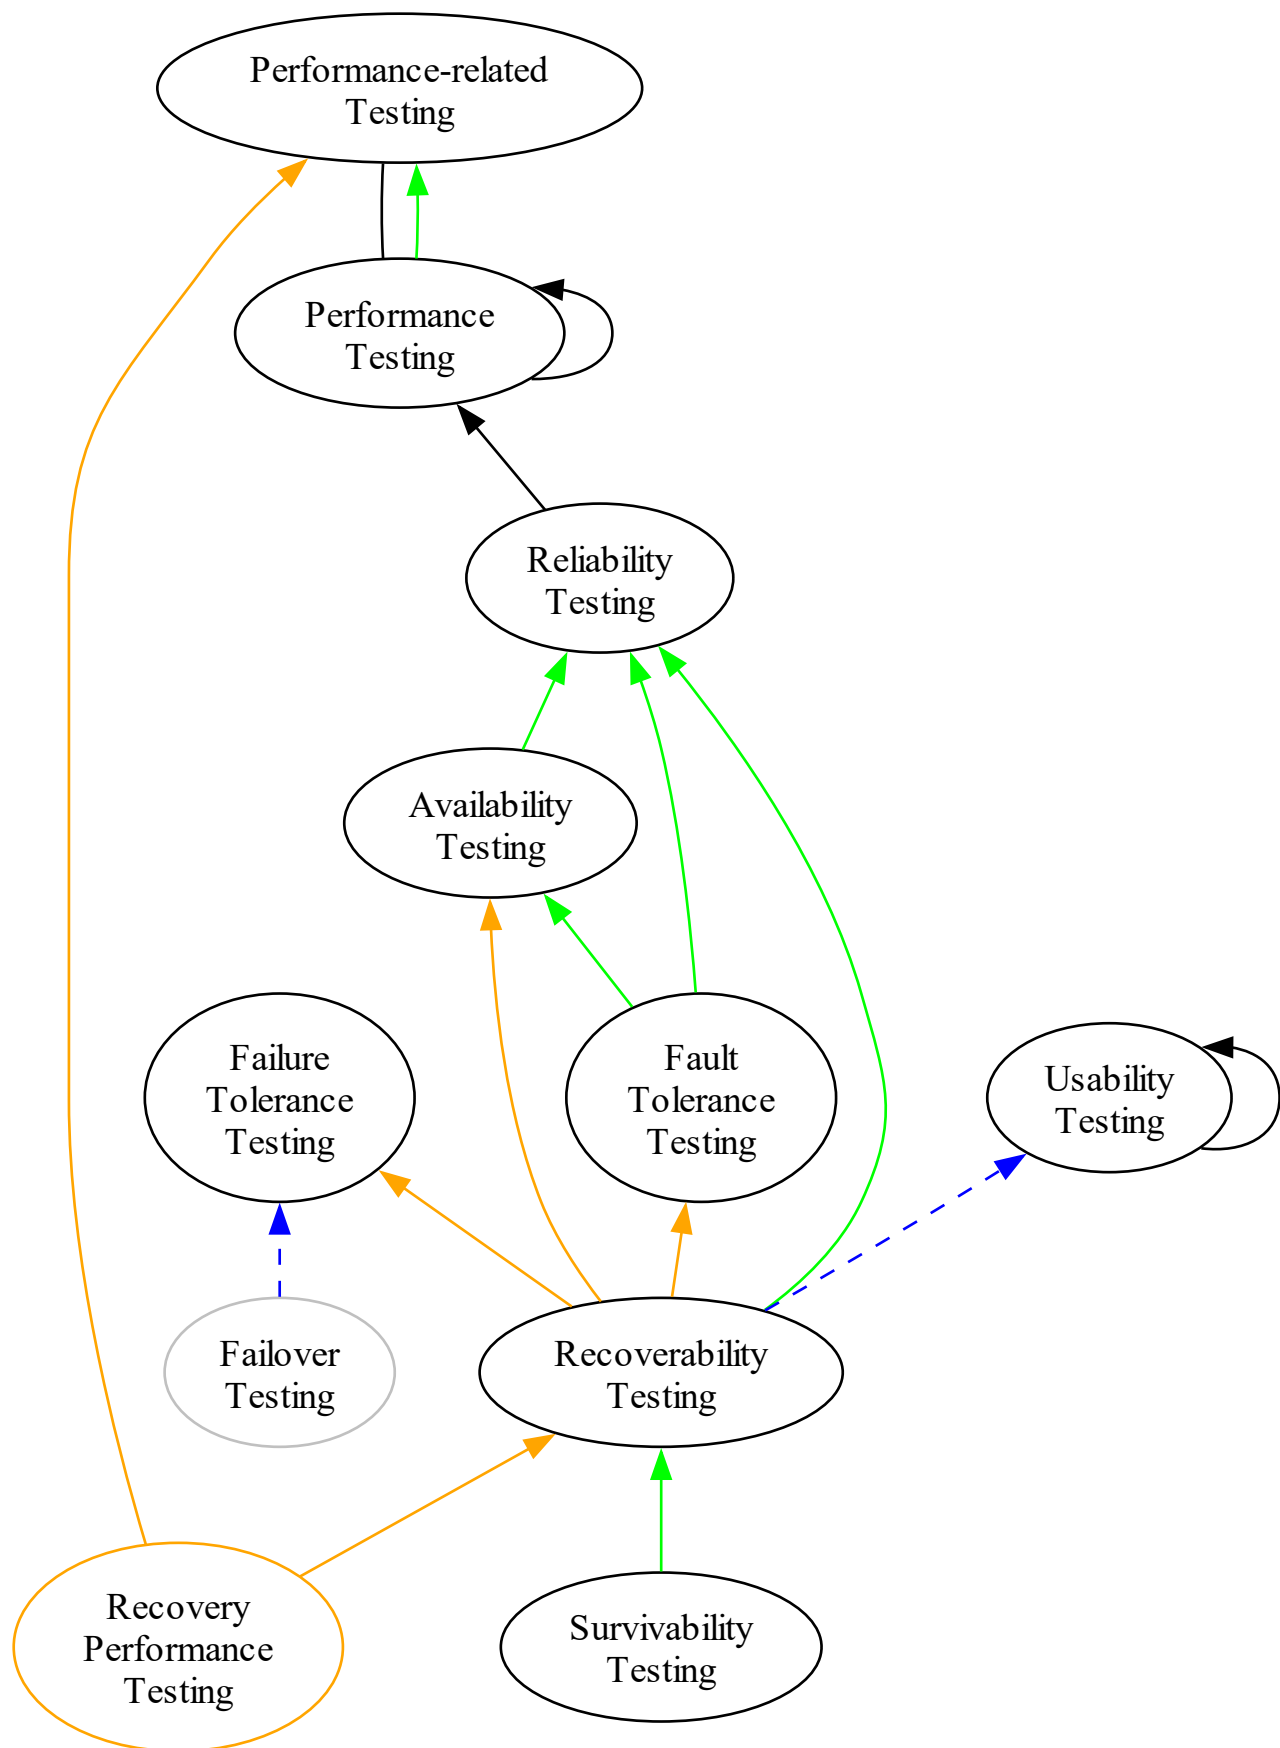 Performance-related
Testing
Performance
Testing
Reliability
Testing
Availability
Testing
Failure
Tolerance
Testing
Fault
Tolerance
Testing
Usability
Testing
Failover
Testing
Recoverability
Testing
Recovery
Performance
Testing
Survivability
Testing